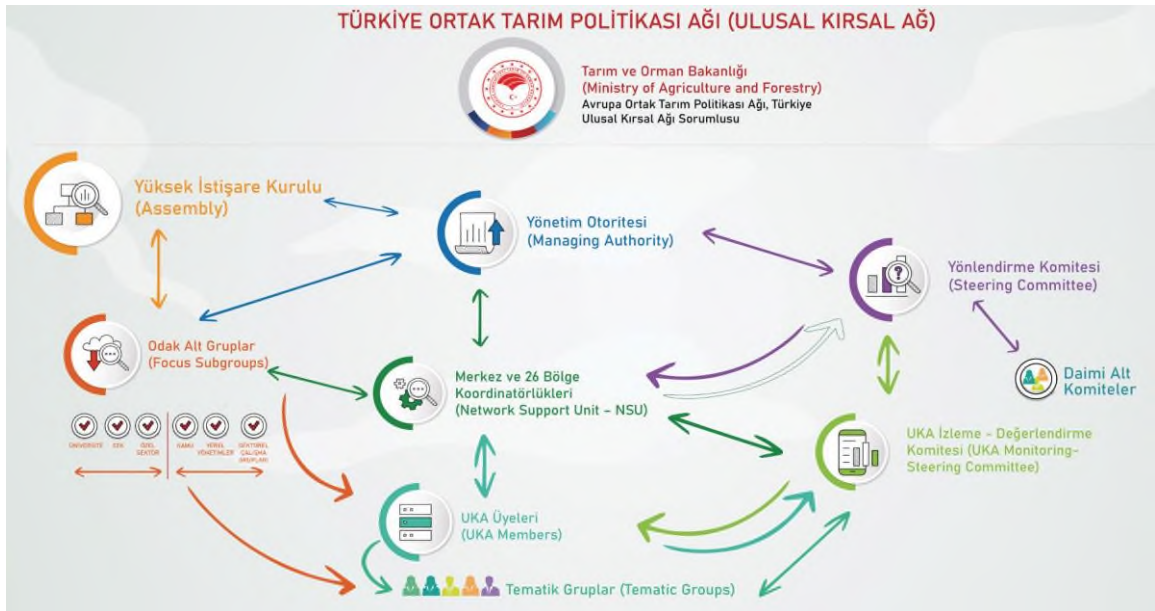 TÜRKİYE ORTAK TARIM POLİTİKASI AĞI (ULUSAL KIRSAL AĞ)
Tarım ve Orman Bakanlığı
(Ministry of Agriculture and Forestry)
Avrupa Ortak Tarım Politikası Ağı, Türkiye
Ulusal Kırsal Ağı Sorumlusu
Yüksek İstişare Kurulu
(Assembly)
Yönetim Otoritesi
(Managing Authority)
Yönlendirme Komitesi
(Steering Committee)
Odak Alt Gruplar
(Focus Subgroups)
Merkez ve 26 Bölge
Koordinatörlükleri
(Network Support Unit – NSU)
Daimi Alt
Komiteler
ÜNİVERSİTE
STK
ÖZEL
SEKTÖR
KAMU
YEREL
YÖNETİMLER
SEKTÖREL
ÇALIŞMA
GRUPLARI
UKA İzleme – Değerlendirme
Komitesi (UKA Monitoring-
Steering Committee)
UKA Üyeleri
(UKA Members)
Tematik Gruplar (Tematic Groups)